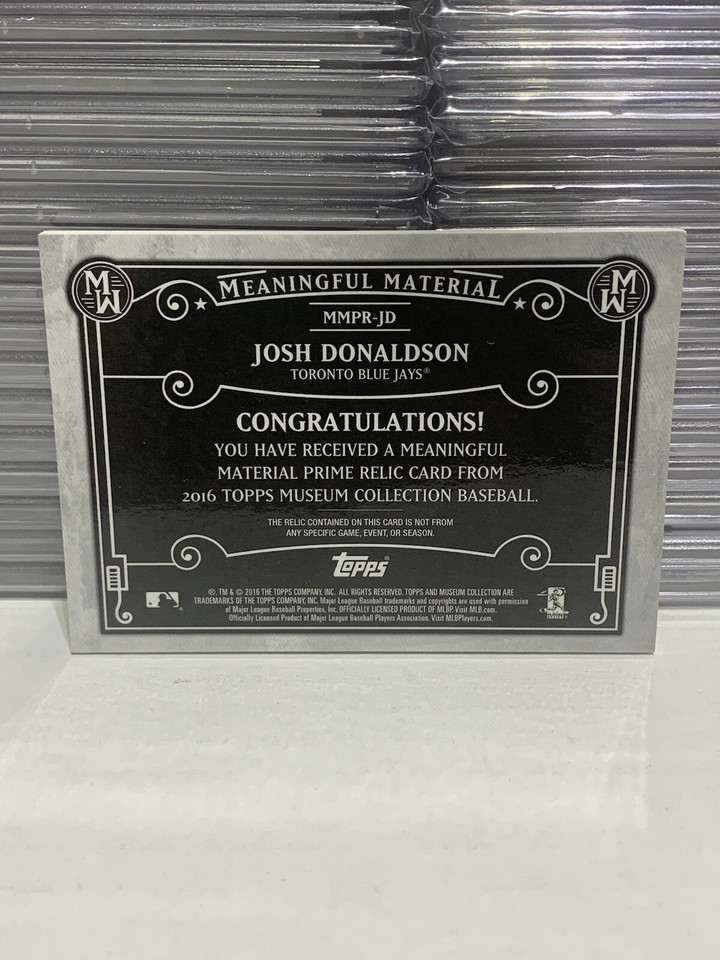 MM
MEANINGFUL MATERIAL
MM
MMPR-JD
JOSH DONALDSON
TORONTO BLUE JAYS®
CONGRATULATIONS!
YOU HAVE RECEIVED A MEANINGFUL
MATERIAL PRIME RELIC CARD FROM
2016 TOPPS MUSEUM COLLECTION BASEBALL.
THE RELIC CONTAINED ON THIS CARD IS NOT FROM
ANY SPECIFIC GAME, EVENT, OR SEASON.
TOPPS®
®, TM & © 2016 THE TOPPS COMPANY, INC. ALL RIGHTS RESERVED. TOPPS AND MUSEUM COLLECTION ARE
TRADEMARKS OF THE TOPPS COMPANY, INC. Major League Baseball trademarks and copyrights are used with permission
of Major League Baseball Properties, Inc. OFFICIALLY LICENSED PRODUCT OF MLBP. Visit MLB.com.
Officially Licensed Product of Major League Baseball Players Association. Visit MLBPlayers.com.